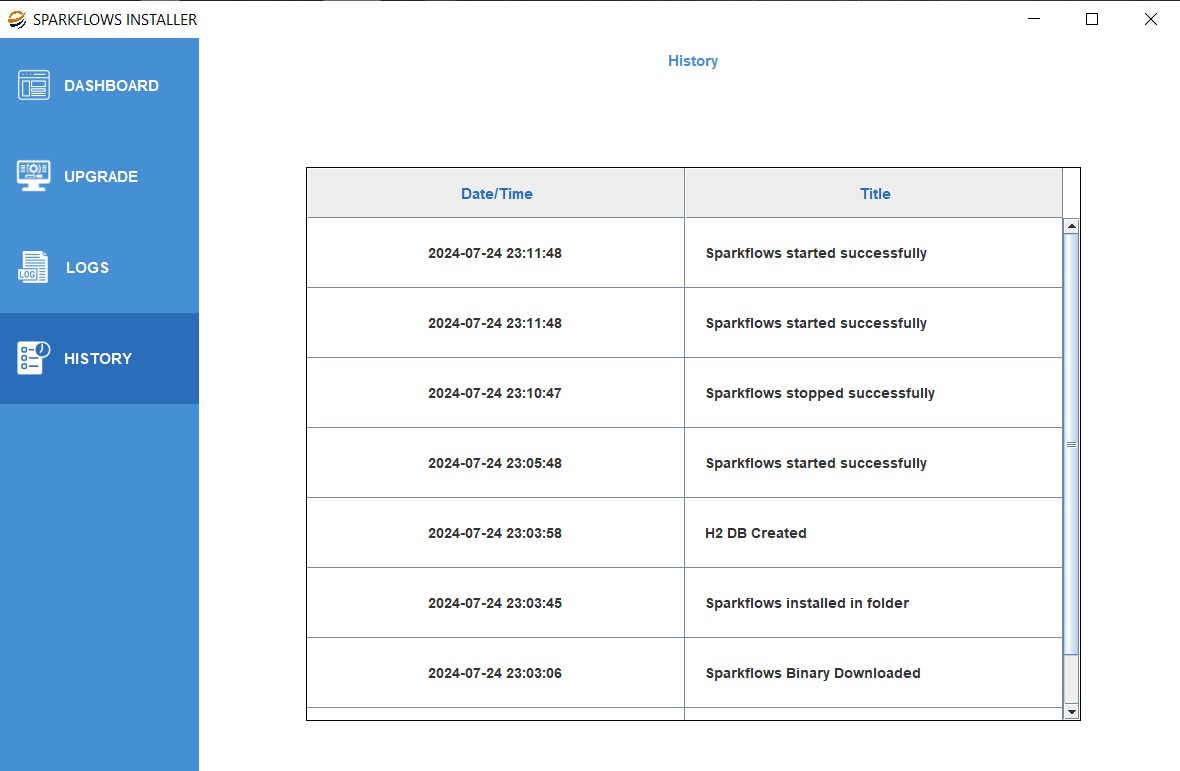 SPARKFLOWS INSTALLER
DASHBOARD
UPGRADE
LOG
LOGS
HISTORY
History
Date/Time Title
2024-07-24 23:11:48 Sparkflows started successfully
2024-07-24 23:11:48 Sparkflows started successfully
2024-07-24 23:10:47 Sparkflows stopped successfully
2024-07-24 23:05:48 Sparkflows started successfully
2024-07-24 23:03:58 H2 DB Created
2024-07-24 23:03:45 Sparkflows installed in folder
2024-07-24 23:03:06 Sparkflows Binary Downloaded